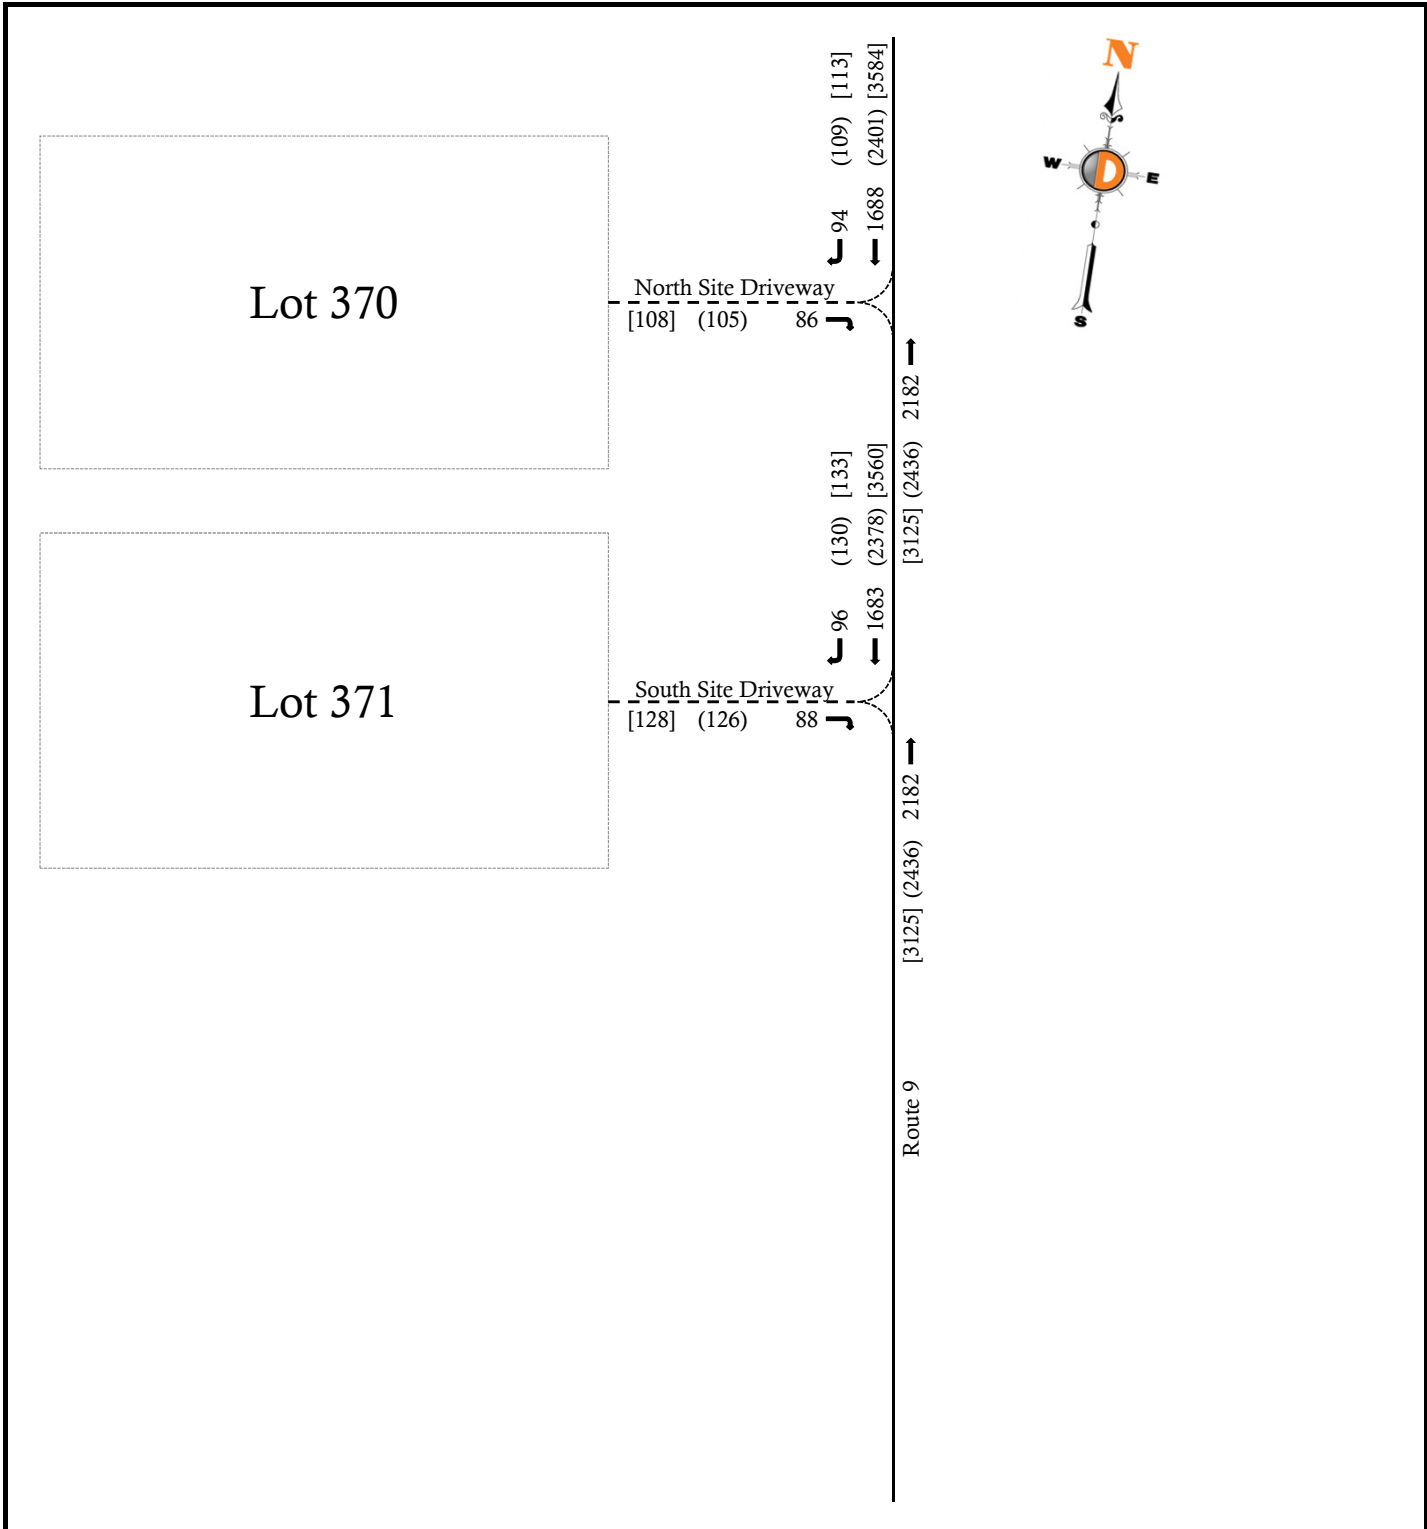 N
W
E
S
(109) [113]
94
(2401) [3584]
1688
Lot 370
North Site Driveway
[108] (105) 86
[3125] (2436) 2182
(130) [133]
96
(2378) [3560]
1683
Lot 371
South Site Driveway
[128] (126) 88
[3125] (2436) 2182
Route 9